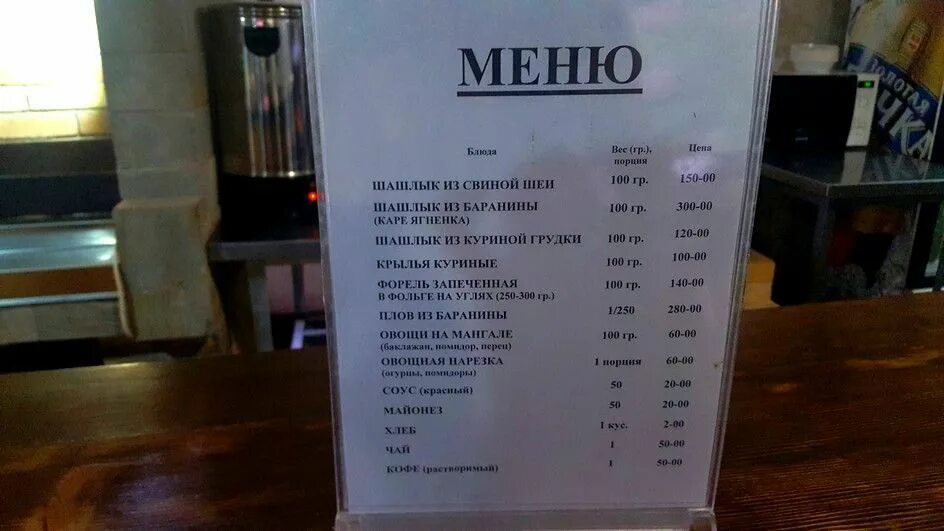 МЕНЮ
Блюда Вес (гр.), порция Цена
ШАШЛЫК ИЗ СВИНОЙ ШЕИ 100 гр. 150-00
ШАШЛЫК ИЗ БАРАНИНЫ 100 гр. 300-00
(КАРЕ ЯГНЕНКА)
ШАШЛЫК ИЗ КУРИНОЙ ГРУДКИ 100 гр. 120-00
КРЫЛЬЯ КУРИНЫЕ 100 гр. 100-00
ФОРЕЛЬ ЗАПЕЧЕННАЯ 100 гр. 140-00
В ФОЛЬГЕ НА УГЛЯХ (250-300 гр.)
ПЛОВ ИЗ БАРАНИНЫ 1/250 280-00
ОВОЩИ НА МАНГАЛЕ 100 гр. 60-00
(баклажан, помидор, перец)
ОВОЩНАЯ НАРЕЗКА 1 порция 60-00
(огурцы, помидоры)
СОУС (красный) 50 20-00
МАЙОНЕЗ 50 20-00
ХЛЕБ 1 кус. 2-00
ЧАЙ 1 50-00
КОФЕ (растворимый) 1 50-00
ЗОЛОТАЯ